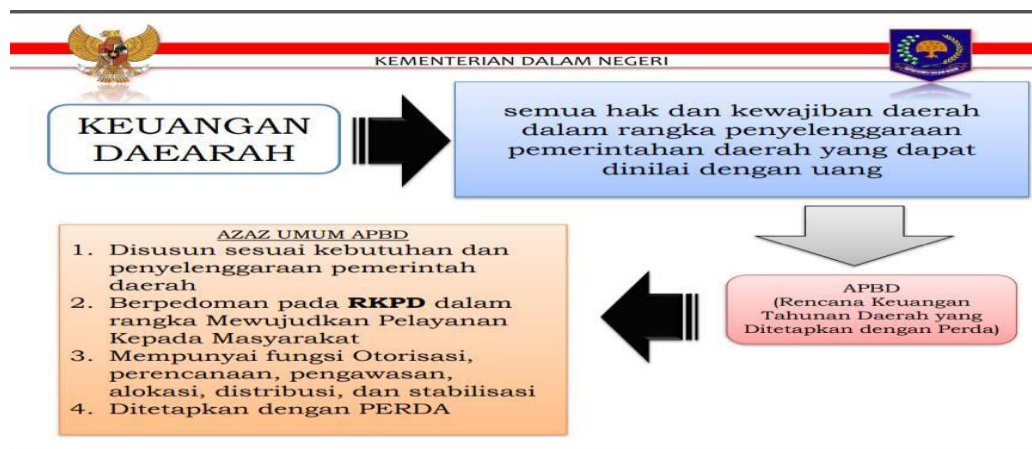 KEMENTERIAN DALAM NEGERI
KEUANGAN
DAEARAH
semua hak dan kewajiban daerah
dalam rangka penyelenggaraan
pemerintahan daerah yang dapat
dinilai dengan uang
APBD
(Rencana Keuangan
Tahunan Daerah yang
Ditetapkan dengan Perda)
AZAZ UMUM APBD
1. Disusun sesuai kebutuhan dan
penyelenggaraan pemerintah
daerah
2. Berpedoman pada RKPD dalam
rangka Mewujudkan Pelayanan
Kepada Masyarakat
3. Mempunyai fungsi Otorisasi,
perencanaan, pengawasan,
alokasi, distribusi, dan stabilisasi
4. Ditetapkan dengan PERDA